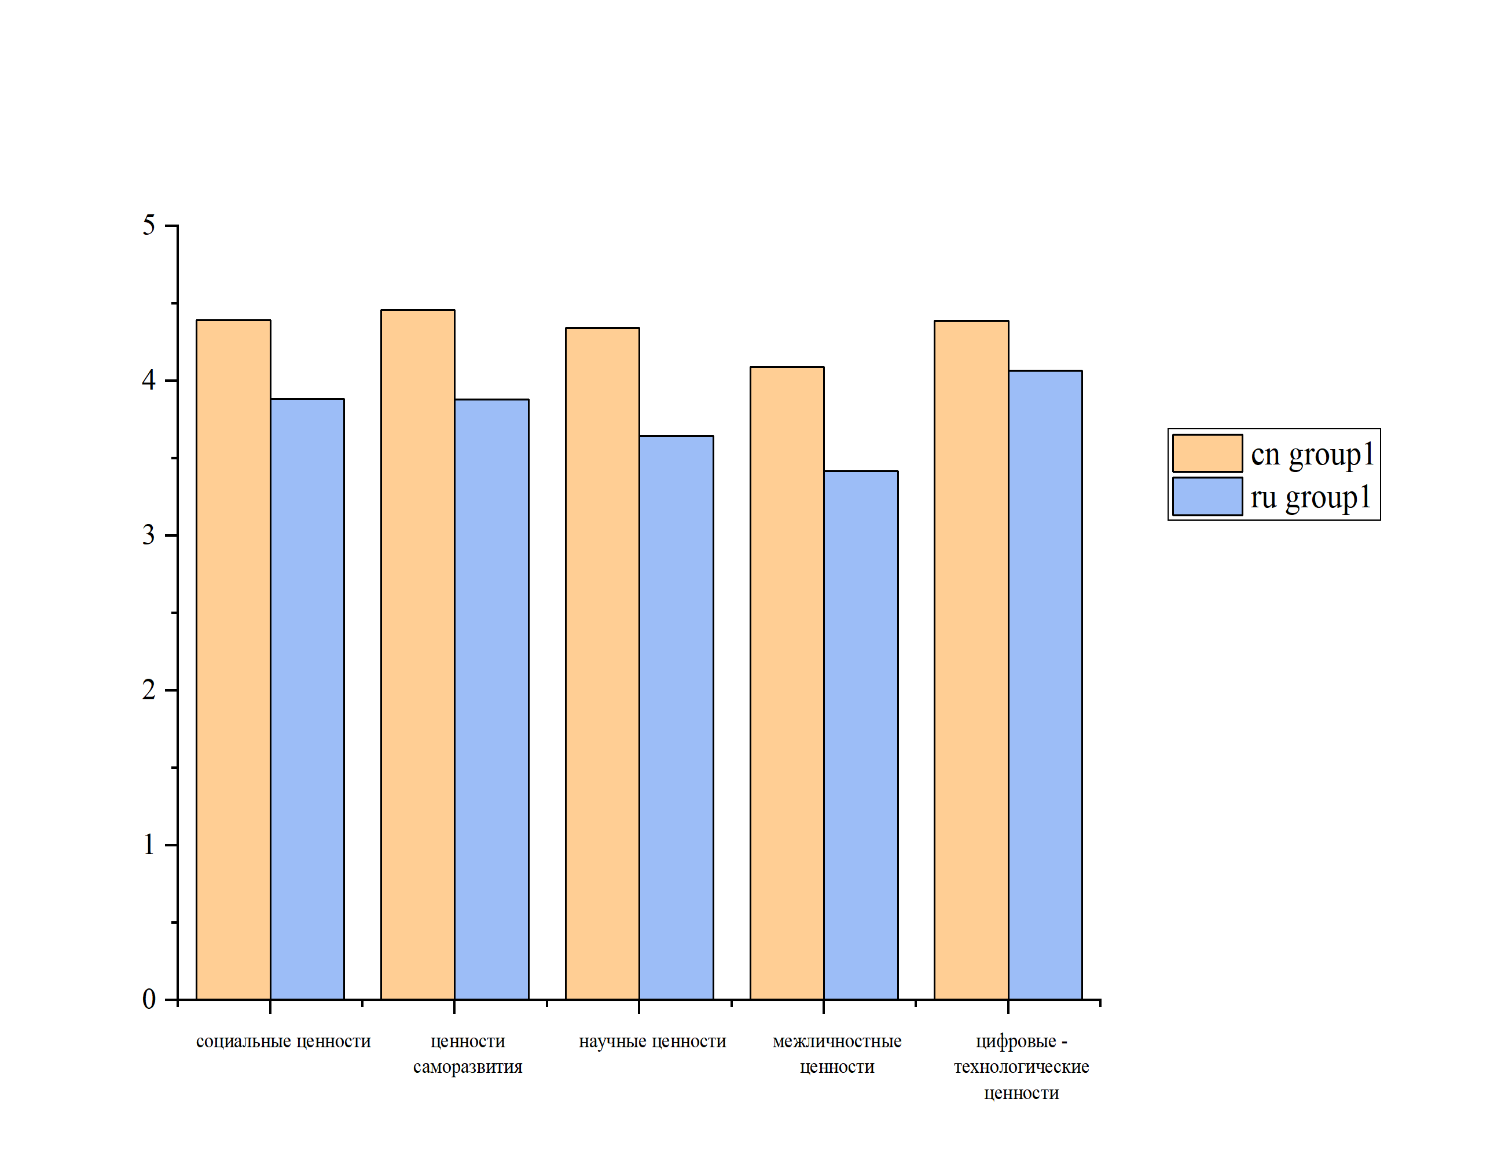 5
4
3
2
1
0
социальные ценности
ценности
саморазвития
научные ценности
межличностные
ценности
цифровые -
технологические
ценности
cn group1
ru group1